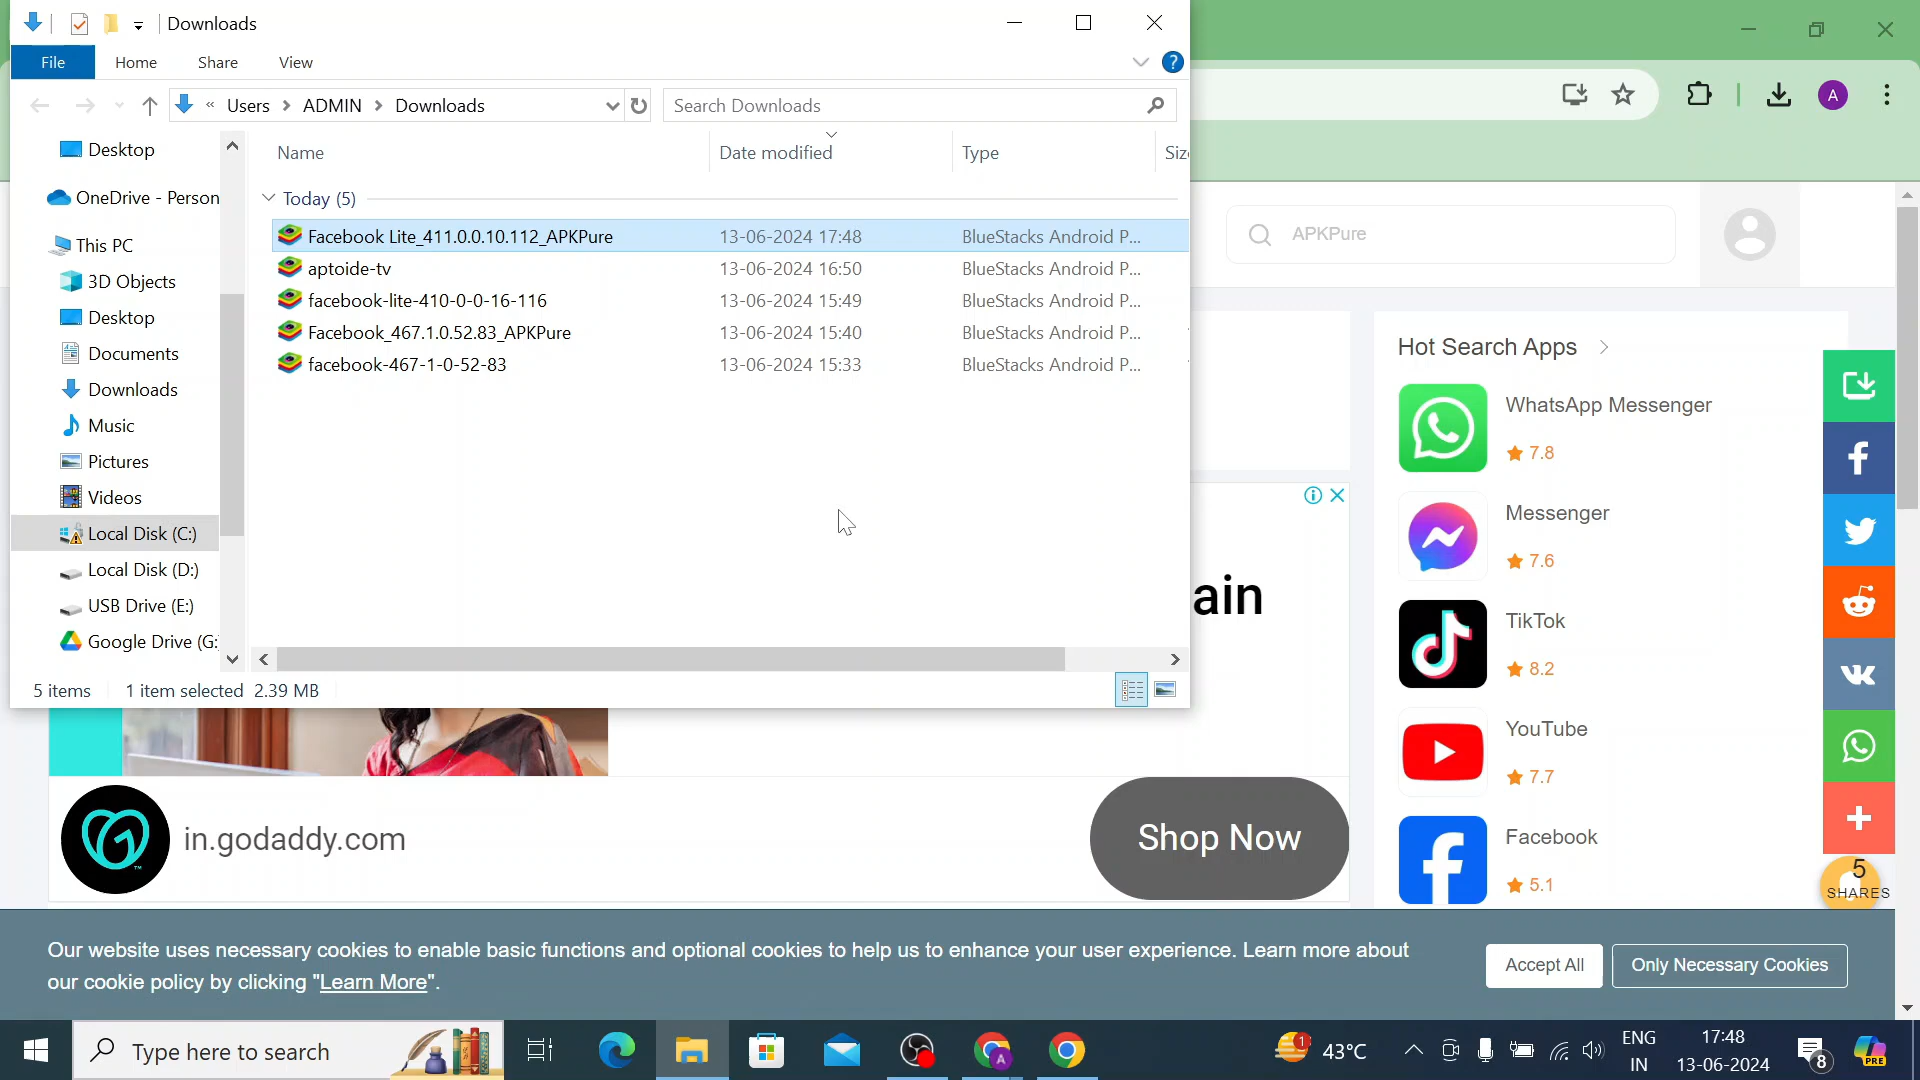 Downloads
File Home Share View
?
« Users > ADMIN > Downloads
Search Downloads
A
Desktop
OneDrive - Person
This PC
3D Objects
Desktop
Documents
Downloads
Music
Pictures
Videos
Local Disk (C:)
Local Disk (D:)
USB Drive (E:)
Google Drive (G:
Name Date modified Type Siz
Today (5)
Facebook Lite_411.0.0.10.112_APKPure 13-06-2024 17:48 BlueStacks Android P...
aptoide-tv 13-06-2024 16:50 BlueStacks Android P...
facebook-lite-410-0-0-16-116 13-06-2024 15:49 BlueStacks Android P...
Facebook_467.1.0.52.83_APKPure 13-06-2024 15:40 BlueStacks Android P...
facebook-467-1-0-52-83 13-06-2024 15:33 BlueStacks Android P...
5 items 1 item selected 2.39 MB
APKPure
Hot Search Apps
WhatsApp Messenger
7.8
Messenger
7.6
TikTok
8.2
YouTube
7.7
Facebook
5.1
5
SHARES
ain
in.godaddy.com
Shop Now
Our website uses necessary cookies to enable basic functions and optional cookies to help us to enhance your user experience. Learn more about
our cookie policy by clicking "Learn More".
Accept All
Only Necessary Cookies
Type here to search
A
1
43°C
ENG
IN
17:48
13-06-2024
8
PRE